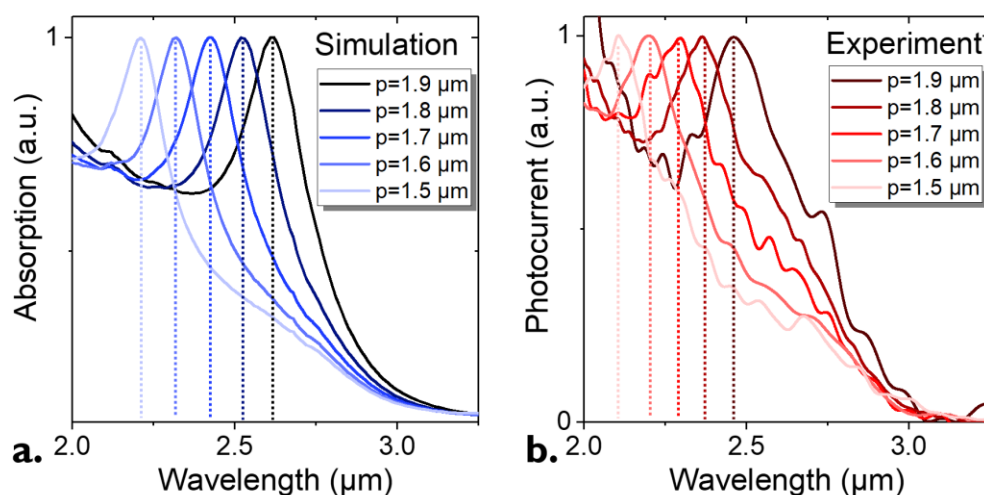 Simulation
p=1.9 µm
p=1.8 µm
p=1.7 µm
p=1.6 µm
p=1.5 µm
1
0
Absorption (a.u.)
2.0 2.5 3.0
Wavelength (µm)
a.
Experiment
p=1.9 µm
p=1.8 µm
p=1.7 µm
p=1.6 µm
p=1.5 µm
1
0
Photocurrent (a.u.)
2.0 2.5 3.0
Wavelength (µm)
b.